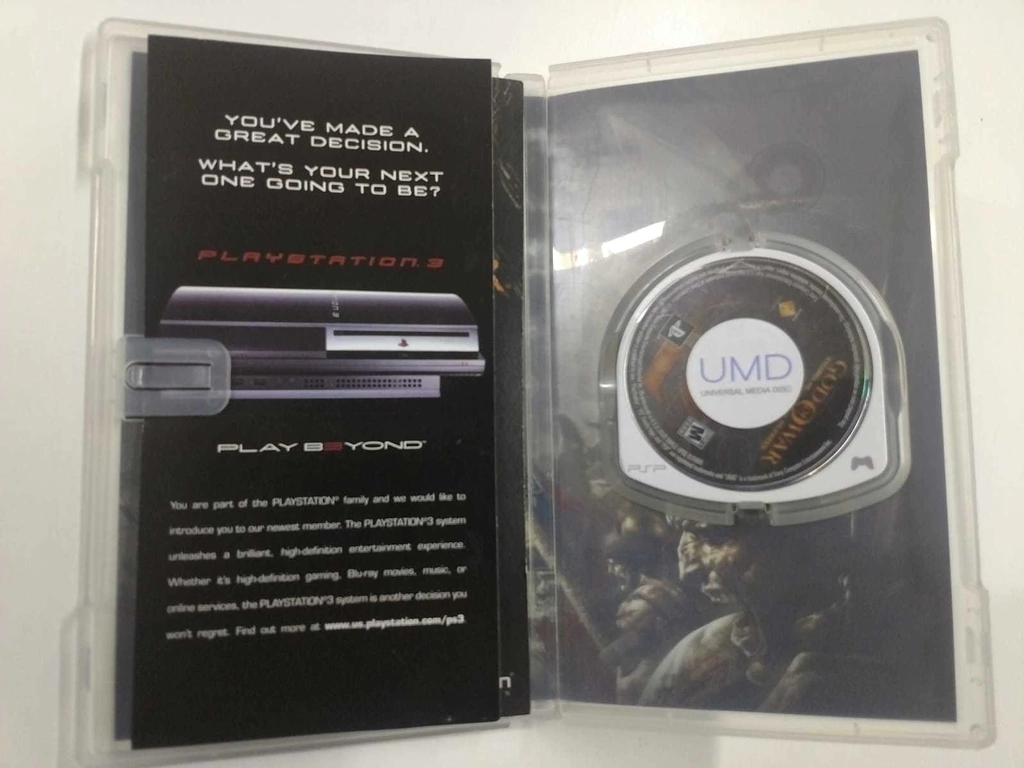 YOU'VE MADE A
GREAT DECISION.
WHAT'S YOUR NEXT
ONE GOING TO BE?
PLAYSTATION 3
PLAY B3YOND™
You are part of the PLAYSTATION® family and we would like to
introduce you to our newest member. The PLAYSTATION®3 system
unleashes a brilliant, high-definition entertainment experience.
Whether it's high-definition gaming, Blu-ray movies, music, or
online services, the PLAYSTATION®3 system is another decision you
won't regret. Find out more at www.us.playstation.com/ps3
UMD
UNIVERSAL MEDIA DISC
GOD OF WAR
M
PSP